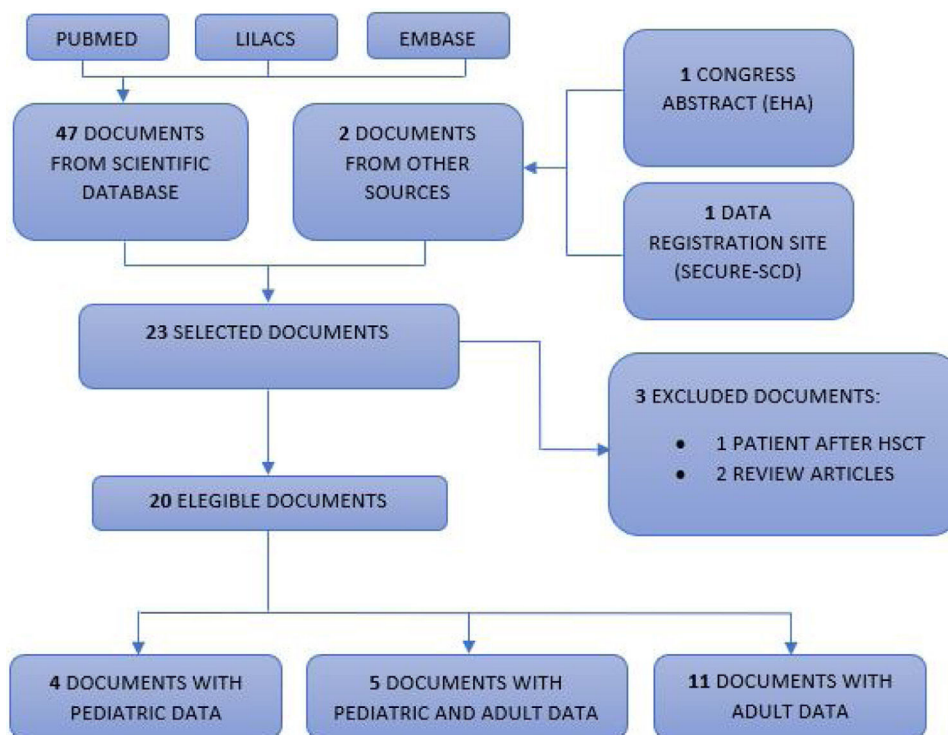 PUBMED
LILACS
EMBASE
1 CONGRESS
ABSTRACT (EHA)
47 DOCUMENTS
FROM SCIENTIFIC
DATABASE
2 DOCUMENTS
FROM OTHER
SOURCES
1 DATA
REGISTRATION SITE
(SECURE-SCD)
23 SELECTED DOCUMENTS
3 EXCLUDED DOCUMENTS:
• 1 PATIENT AFTER HSCT
• 2 REVIEW ARTICLES
20 ELEGIBLE DOCUMENTS
4 DOCUMENTS WITH
PEDIATRIC DATA
5 DOCUMENTS WITH
PEDIATRIC AND ADULT DATA
11 DOCUMENTS WITH
ADULT DATA